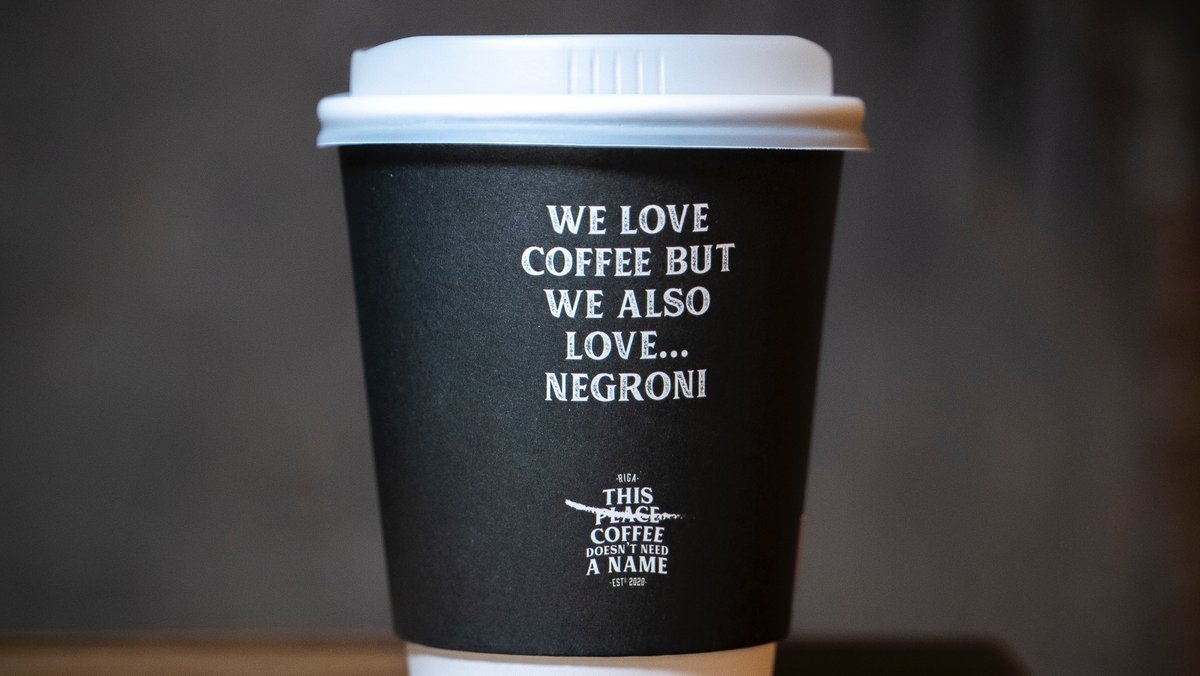 WE LOVE
COFFEE BUT
WE ALSO
LOVE...
NEGRONI
·RIGA·
THIS
PLACE
COFFEE
DOESN'T NEED
A NAME
·EST᾽D 2020·